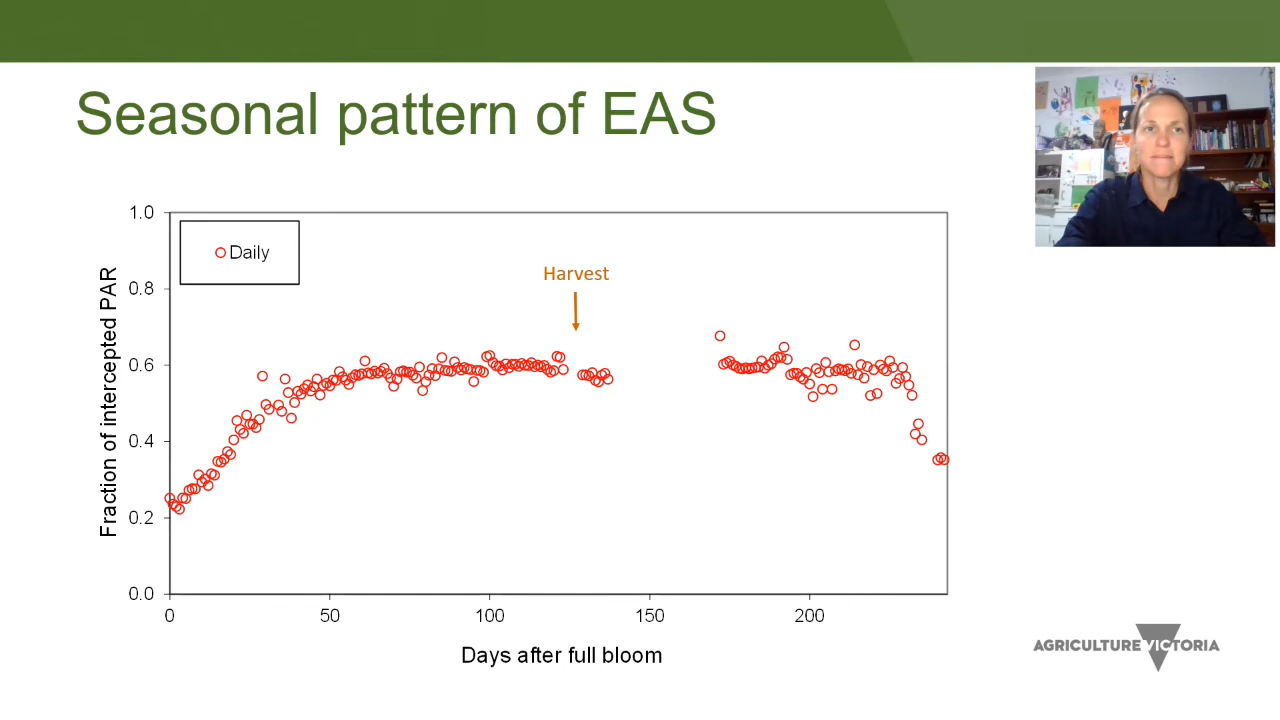 Seasonal pattern of EAS
1.0
Daily
Harvest
0.8
0.6
0.4
0.2
0.0
Fraction of intercepted PAR
0
50
100
150
200
Days after full bloom
AGRICULTURE VICTORIA